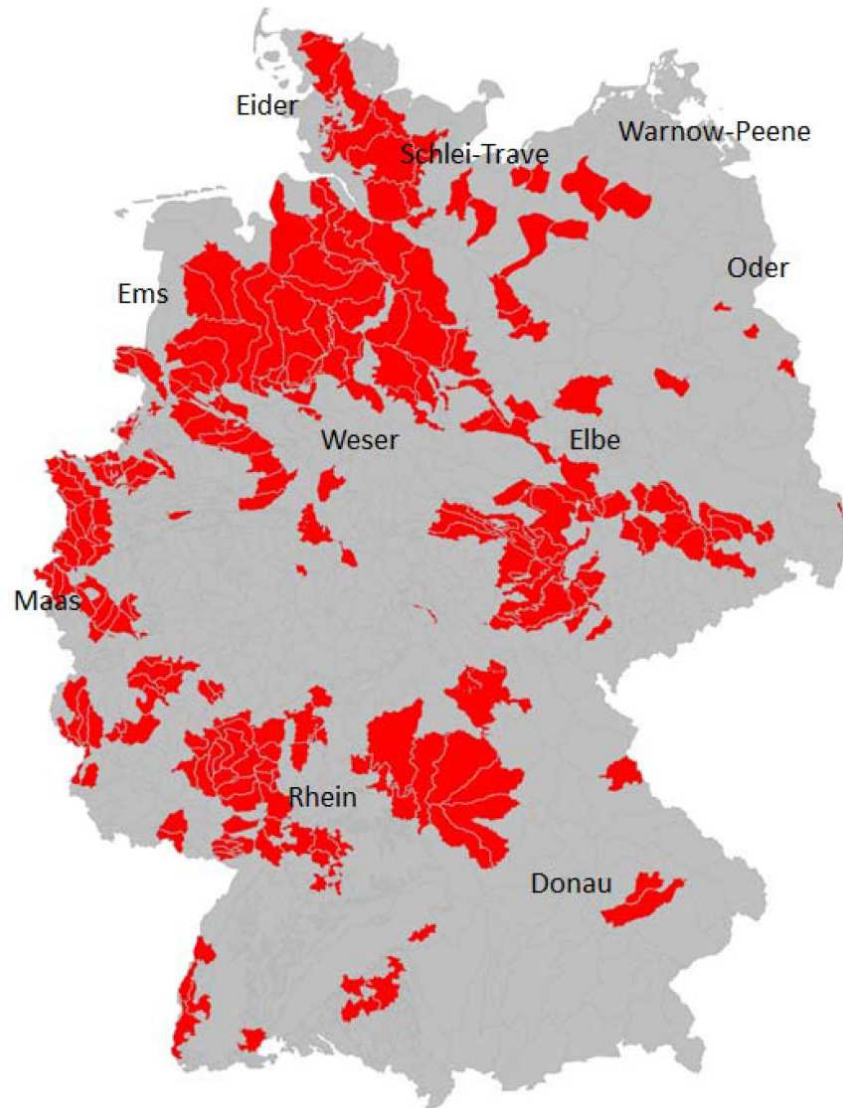 Eider
Warnow-Peene
Schlei-Trave
Oder
Ems
Weser
Elbe
Maas
Rhein
Donau